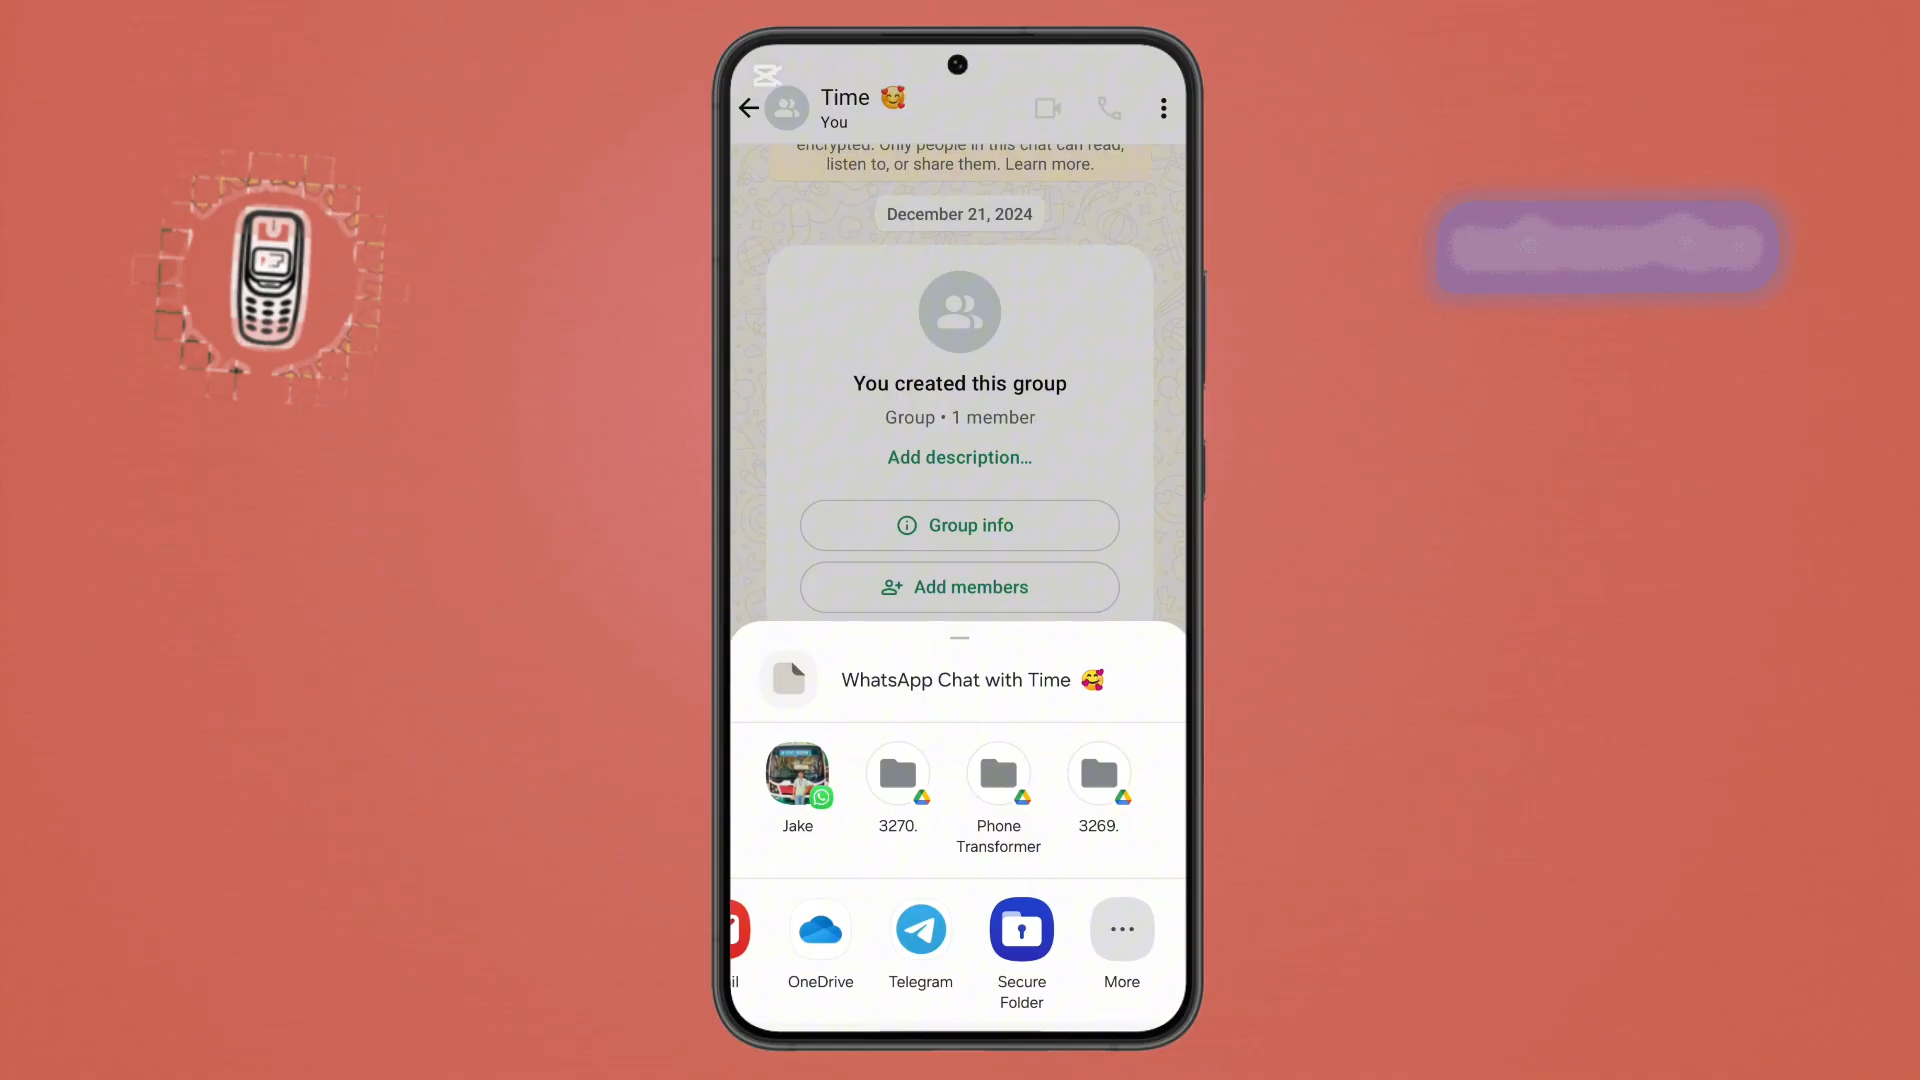 Time 🥰
You
encrypted. Only people in this chat can read,
listen to, or share them. Learn more.
December 21, 2024
You created this group
Group • 1 member
Add description...
Group info
Add members
WhatsApp Chat with Time 🥰
Jake
3270.
Phone
Transformer
3269.
il
OneDrive
Telegram
Secure
Folder
More